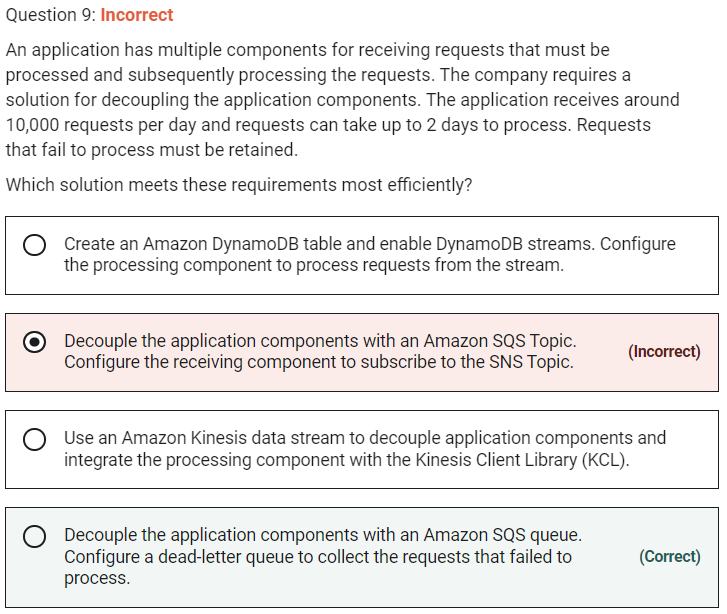 Question 9: Incorrect
An application has multiple components for receiving requests that must be
processed and subsequently processing the requests. The company requires a
solution for decoupling the application components. The application receives around
10,000 requests per day and requests can take up to 2 days to process. Requests
that fail to process must be retained.
Which solution meets these requirements most efficiently?
Create an Amazon DynamoDB table and enable DynamoDB streams. Configure
the processing component to process requests from the stream.
Decouple the application components with an Amazon SQS Topic.
Configure the receiving component to subscribe to the SNS Topic.
(Incorrect)
Use an Amazon Kinesis data stream to decouple application components and
integrate the processing component with the Kinesis Client Library (KCL).
Decouple the application components with an Amazon SQS queue.
Configure a dead-letter queue to collect the requests that failed to
process.
(Correct)